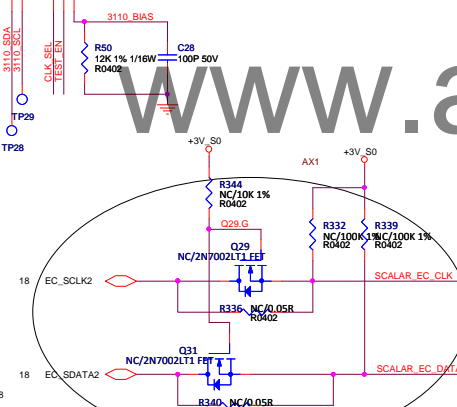 3110_BIAS
3110_SDA
3110_SCL
CLK_SEL
TEST_EN
R50
12K 1% 1/16W
R0402
C28
100P 50V
TP29
TP28
www.a
+3V_S0
AX1
+3V_S0
R344
NC/10K 1%
R0402
Q29.G
R332
NC/100K 1%
R0402
R339
NC/100K 1%
R0402
Q29
NC/2N7002LT1 FET
18
EC_SCLK2
SCALAR_EC_CLK
R336
NC/0.05R
R0402
Q31
NC/2N7002LT1 FET
18
EC_SDATA2
SCALAR_EC_DATA
8
R340
NC/0.05R